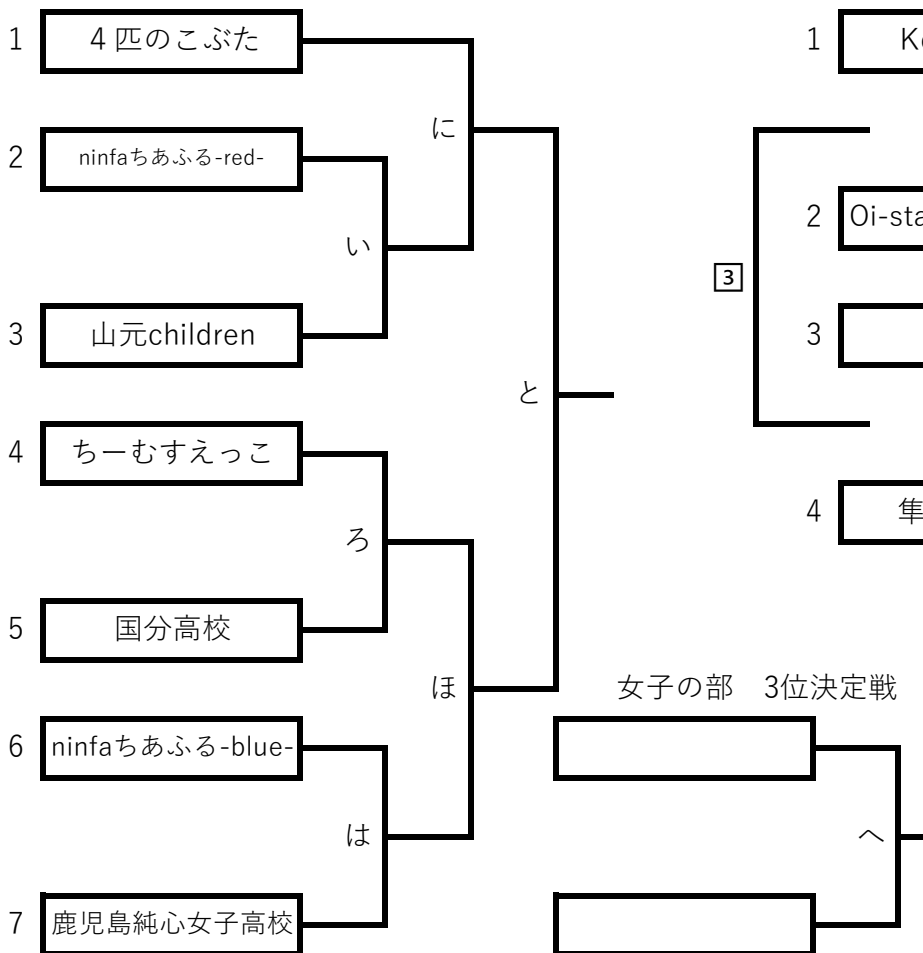 1 4匹のこぶた
に
2 ninfaちあふる-red-
い
3 山元children
と
4 ちーむすえっこ
ろ
5 国分高校
ほ
6 ninfaちあふる-blue-
は
7 鹿児島純心女子高校
1
2
3
3
4 隼
女子の部 3位決定戦
へ